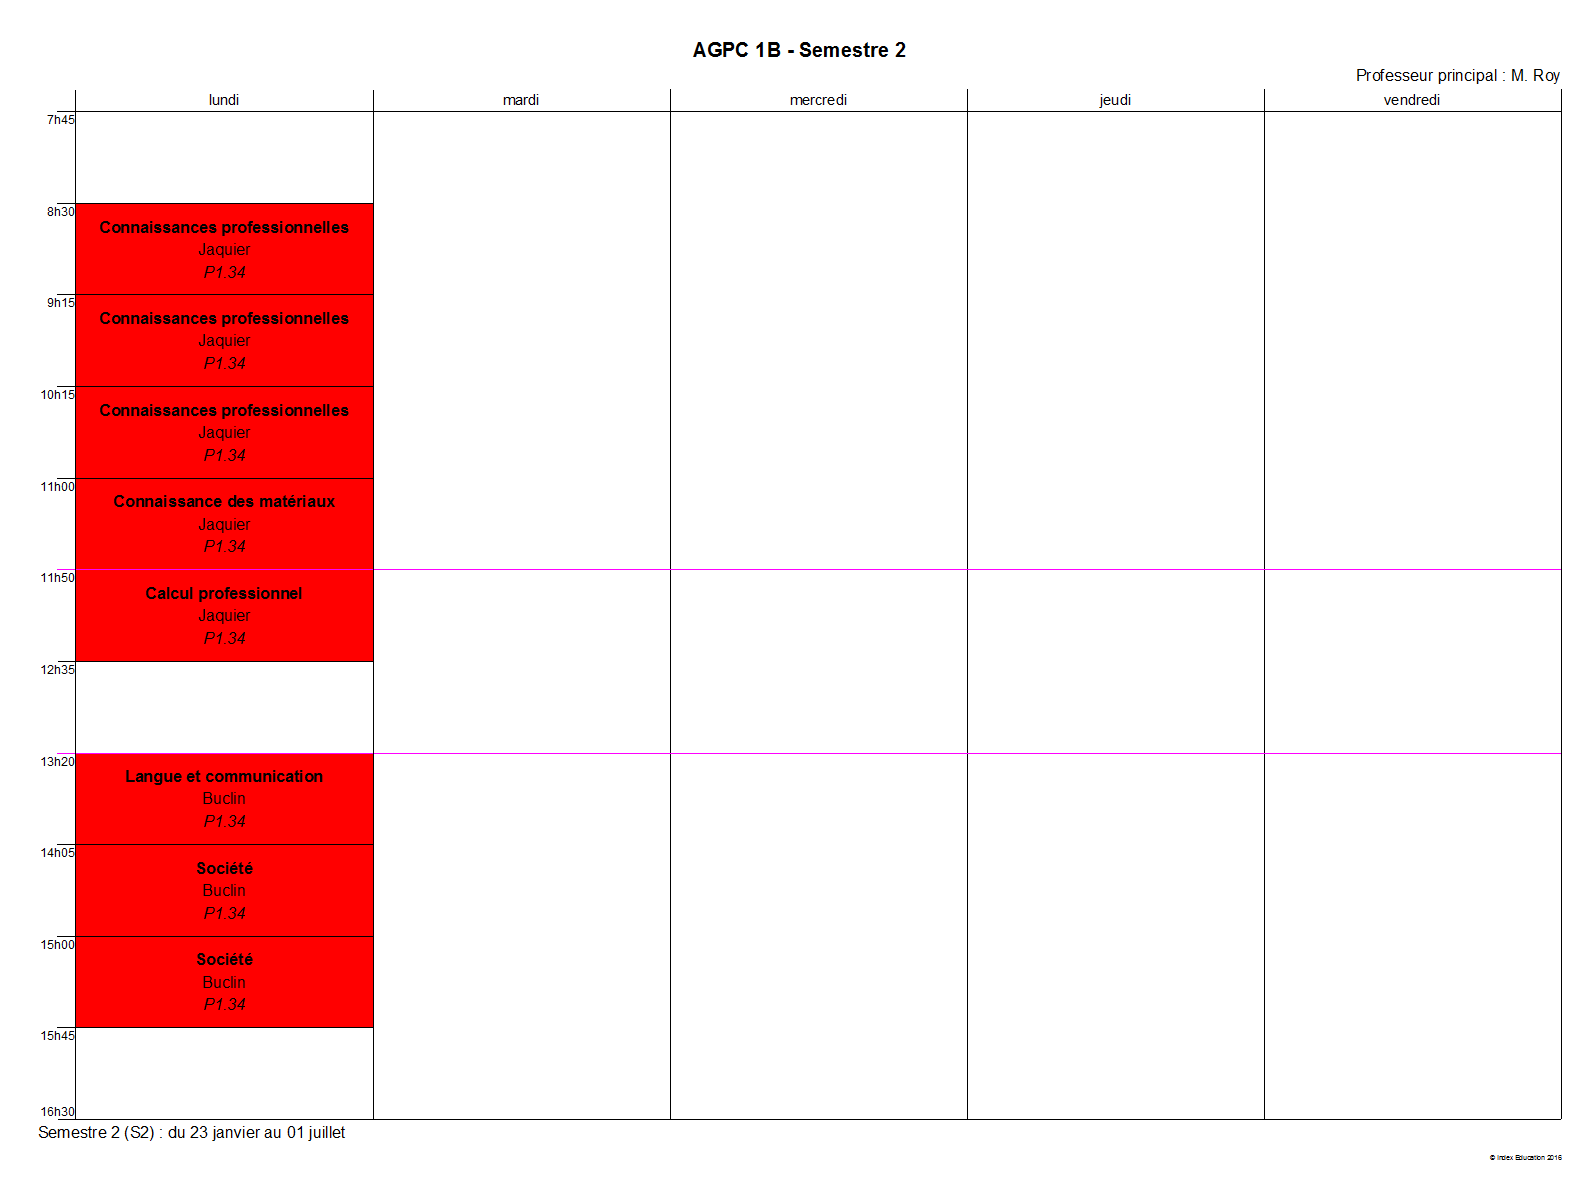 AGPC 1B - Semestre 2
Professeur principal : M. Roy
lundi mardi mercredi jeudi vendredi
7h45
8h30
Connaissances professionnelles
Jaquier
P1.34
9h15
Connaissances professionnelles
Jaquier
P1.34
10h15
Connaissances professionnelles
Jaquier
P1.34
11h00
Connaissance des matériaux
Jaquier
P1.34
11h50
Calcul professionnel
Jaquier
P1.34
12h35
13h20
Langue et communication
Buclin
P1.34
14h05
Société
Buclin
P1.34
15h00
Société
Buclin
P1.34
15h45
16h30
Semestre 2 (S2) : du 23 janvier au 01 juillet
© Index Education 2016